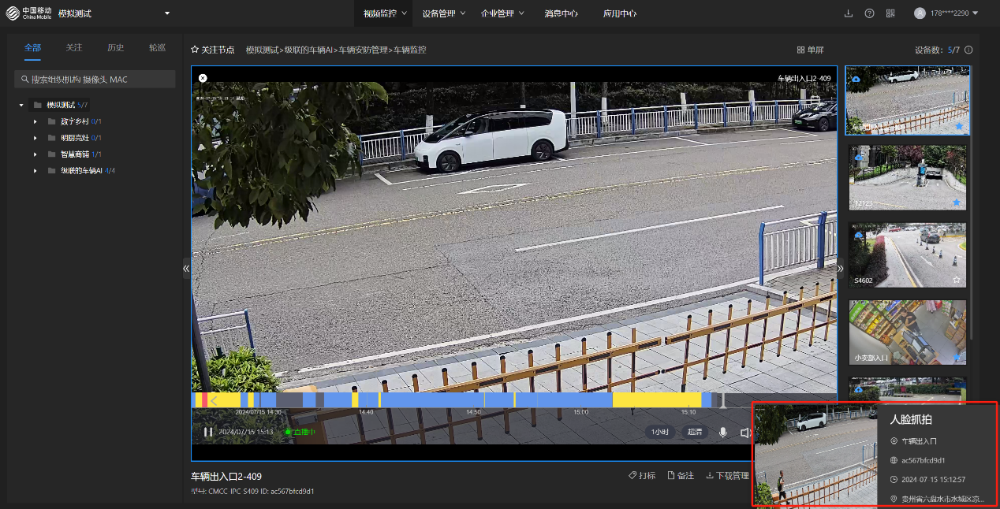 中国移动
China Mobile
模拟测试
视频监控
设备管理
企业管理
消息中心
应用中心
178****2290
全部
关注
历史
轮巡
搜索组织机构 摄像头 MAC
模拟测试 5/7
数字乡村 0/1
明厨亮灶 0/1
智慧商铺 1/1
级联的车辆AI 4/4
关注节点
模拟测试>级联的车辆AI>车辆安防管理>车辆监控
单屏
设备数: 5/7
车辆出入口2-409
12123
S4602
小卖部入口
2024/07/15 14:30
14:40
14:50
15:00
15:10
2024/07/15 15:13
直播中
1小时
超清
车辆出入口2-409
打标
备注
下载管理
型号: CMCC-IPC-S409 ID: ac567bfcd9d1
人脸抓拍
车辆出入口
ac567bfcd9d1
2024-07-15 15:12:57
贵州省六盘水市水城区凉...